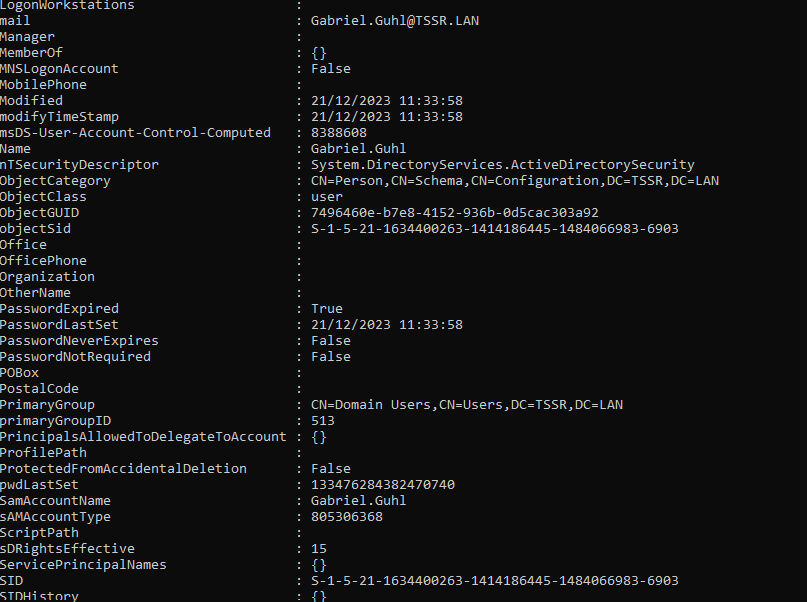 LogonWorkstations :
mail : Gabriel.Guhl@TSSR.LAN
Manager :
MemberOf : {}
MNSLogonAccount : False
MobilePhone :
Modified : 21/12/2023 11:33:58
modifyTimeStamp : 21/12/2023 11:33:58
msDS-User-Account-Control-Computed : 8388608
Name : Gabriel.Guhl
nTSecurityDescriptor : System.DirectoryServices.ActiveDirectorySecurity
ObjectCategory : CN=Person,CN=Schema,CN=Configuration,DC=TSSR,DC=LAN
ObjectClass : user
ObjectGUID : 7496460e-b7e8-4152-936b-0d5cac303a92
objectSid : S-1-5-21-1634400263-1414186445-1484066983-6903
Office :
OfficePhone :
Organization :
OtherName :
PasswordExpired : True
PasswordLastSet : 21/12/2023 11:33:58
PasswordNeverExpires : False
PasswordNotRequired : False
POBox :
PostalCode :
PrimaryGroup : CN=Domain Users,CN=Users,DC=TSSR,DC=LAN
primaryGroupID : 513
PrincipalsAllowedToDelegateToAccount : {}
ProfilePath :
ProtectedFromAccidentalDeletion : False
pwdLastSet : 133476284382470740
SamAccountName : Gabriel.Guhl
sAMAccountType : 805306368
ScriptPath :
sDRightsEffective : 15
ServicePrincipalNames : {}
SID : S-1-5-21-1634400263-1414186445-1484066983-6903
SIDHistory : {}